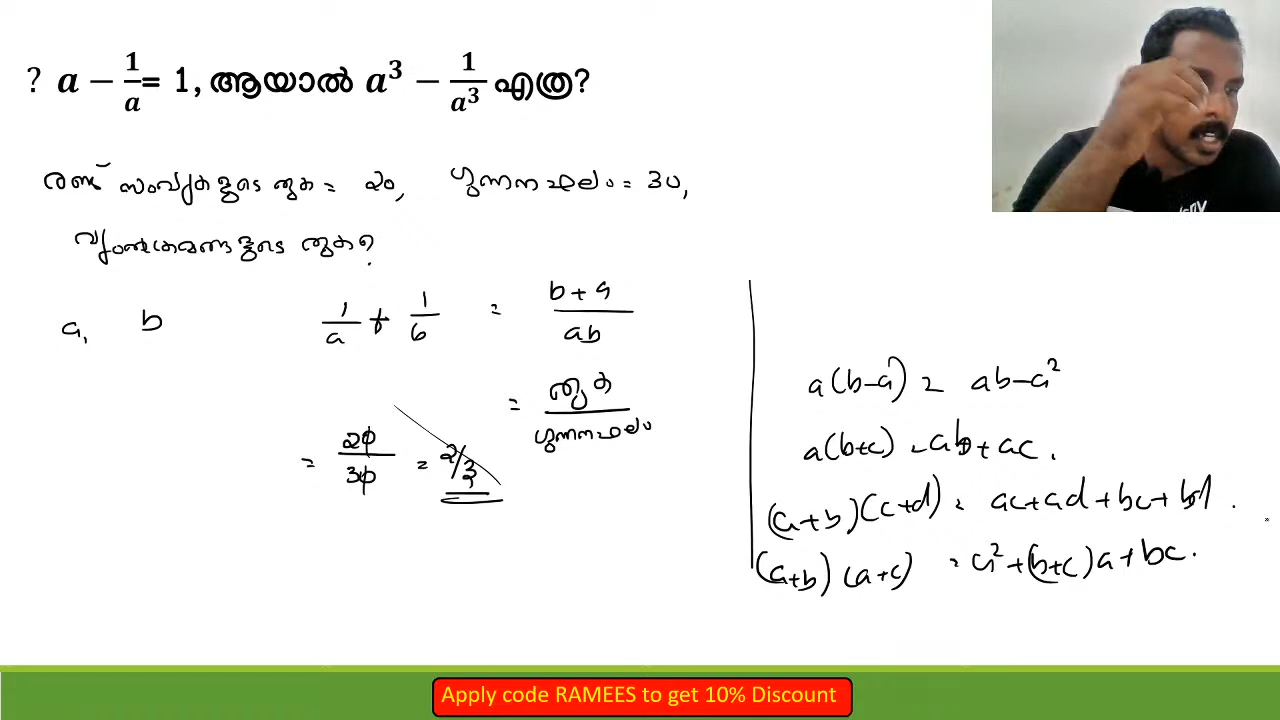 ? a − 1/a = 1, ആയാൽ a³ − 1/a³ എത്ര?
രണ്ട് സംഖ്യകളുടെ തുക = 20, ഗുണനഫലം = 30,
വ്യുൽക്രമങ്ങളുടെ തുക?
a, b 1/a + 1/b = b+a/ab
= തുക/ഗുണനഫലം
= 20/30 = 2/3
a(b−a) = ab−a²
a(b+c) = ab+ac.
(a+b)(c+d) = ac+ad+bc+bd.
(a+b)(a+c) = a²+(b+c)a+bc.
Apply code RAMEES to get 10% Discount